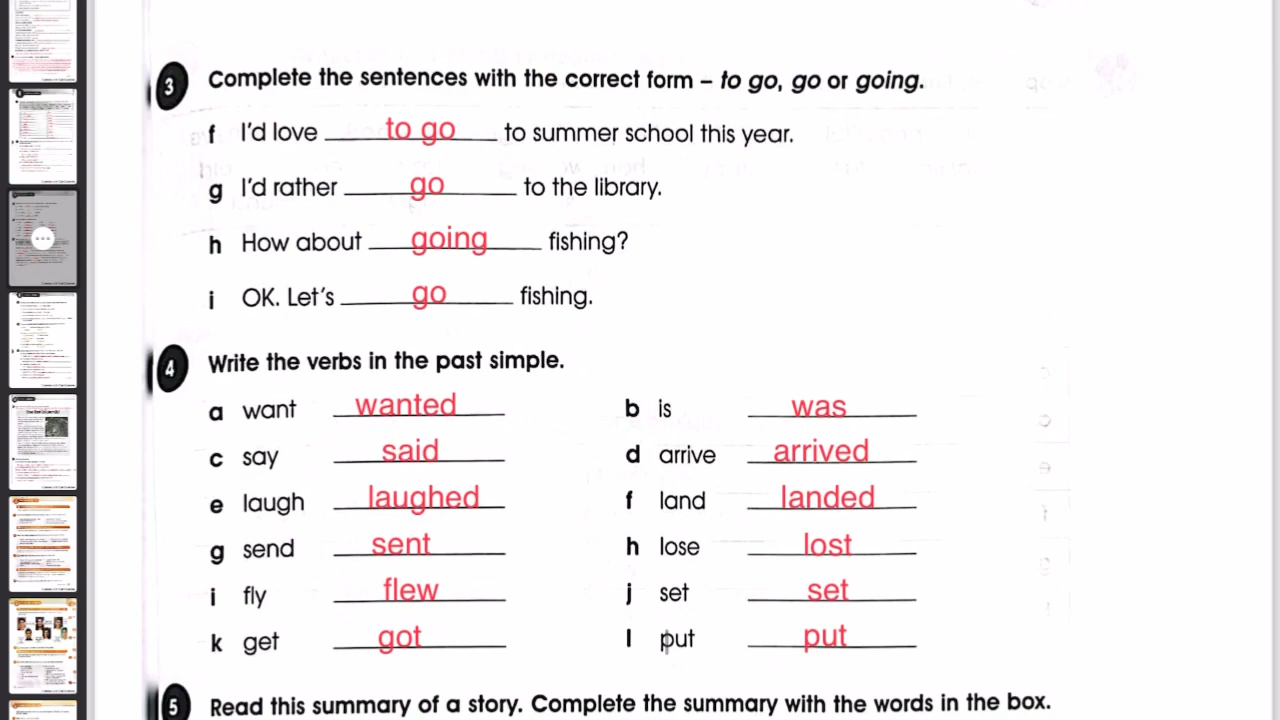 3 Complete the sentences with the correct form – to go, go or going.
f I'd love to go to summer school this year.
g I'd rather go to the library.
h How about going fishing?
i OK. Let's go fishing.
4 Write the verbs in the past simple.
a want wanted b is was
c say said d arrive arrived
e laugh laughed f land landed
g send sent h lose lost
i fly flew j set set
k get got l put put
5 Read this summary of a story. Complete the summary with the words in the box.